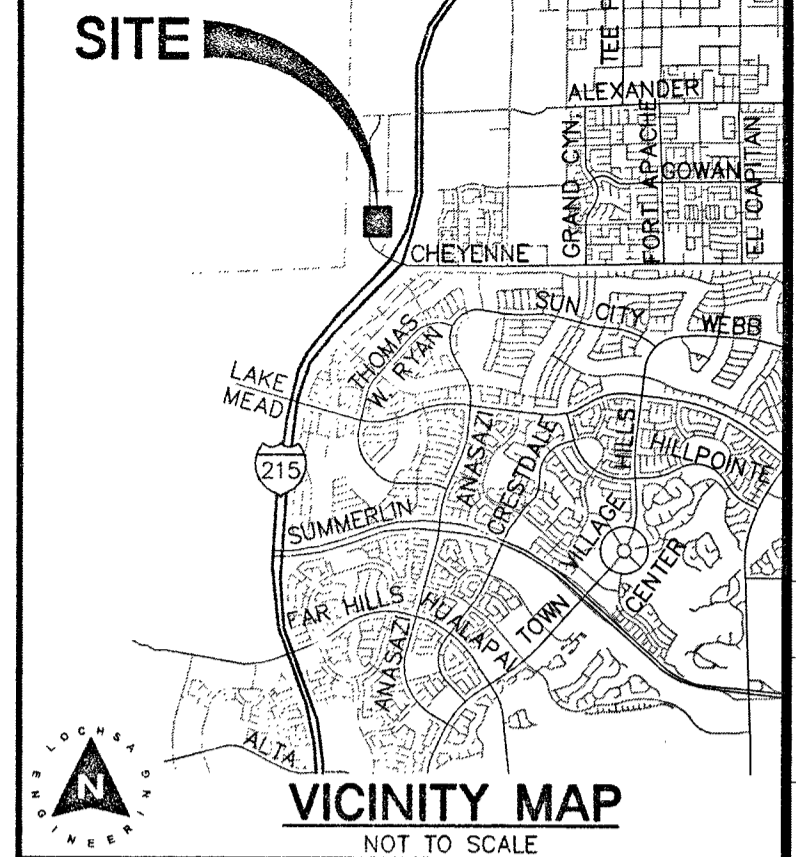 SITE
TEE P
ALEXANDER
GRAND CYN.
FORT APACHE
GOWAN
EL CAPITAN
CHEYENNE
SUN CITY
WEBB
THOMAS
W. RYAN
LAKE
MEAD
ANASAZI
CRESTDALE
HILLS
HILLPOINTE
215
SUMMERLIN
VILLAGE
CENTER
TOWN
FAR HILLS
HUALAPAI
ANASAZI
ALTA
LOCHSA
ENGINEERING
N
VICINITY MAP
NOT TO SCALE